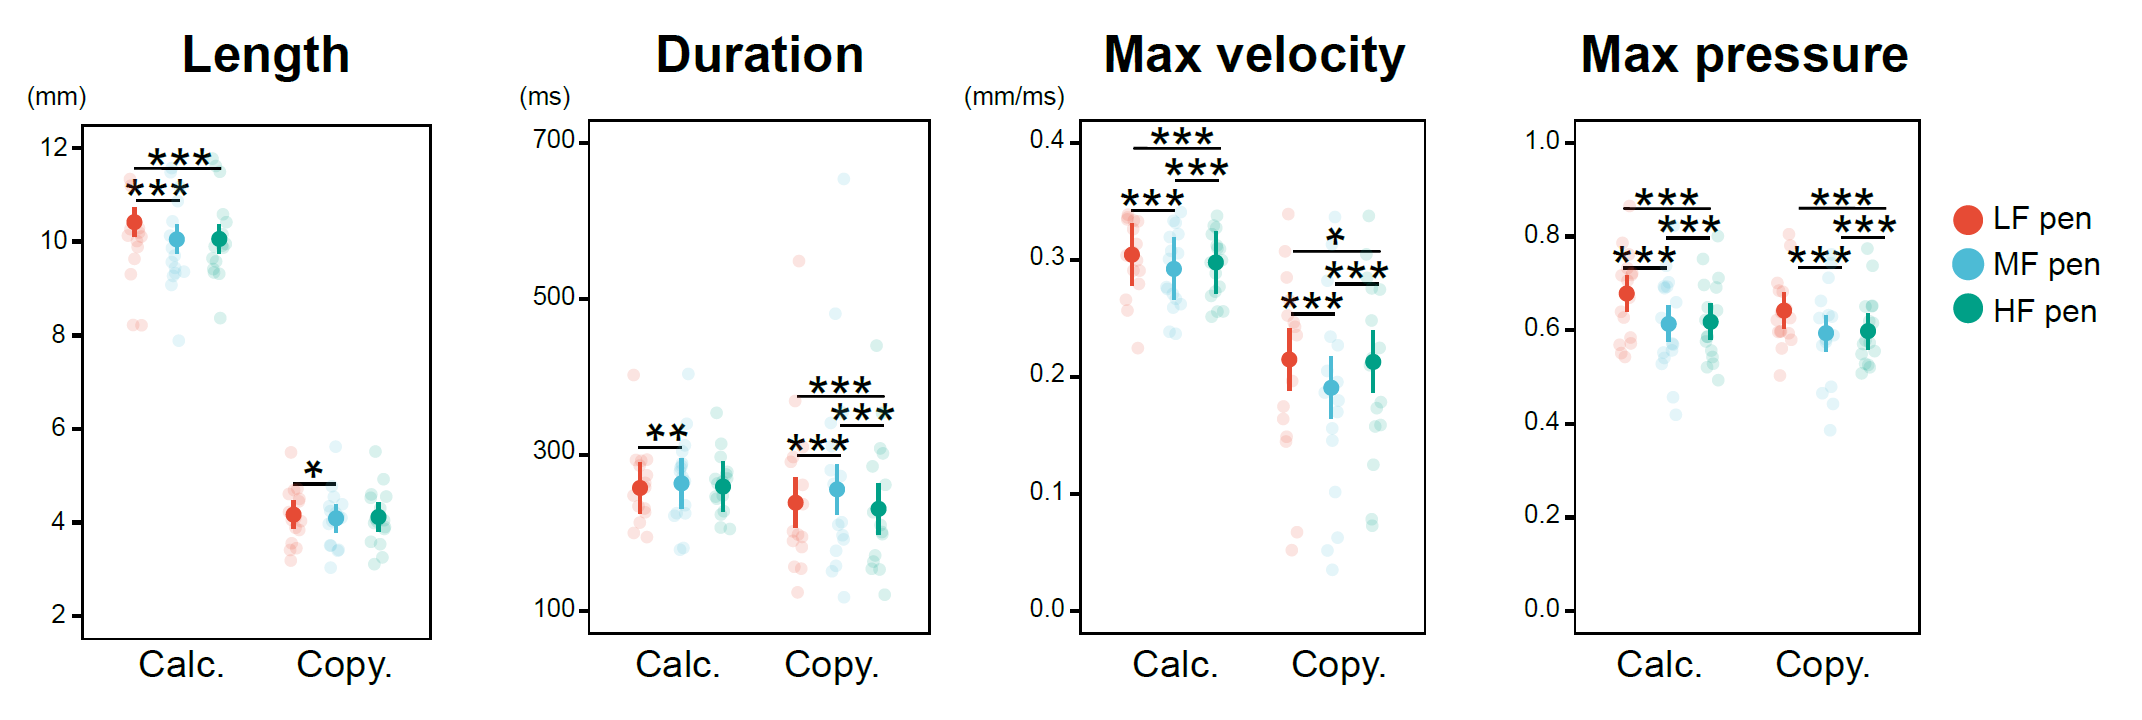 Length
Duration
Max velocity
Max pressure
(mm)
(ms)
(mm/ms)
12
10
8
6
4
2
***
***
*
Calc.
Copy.
700
500
300
100
**
***
***
***
Calc.
Copy.
0.4
0.3
0.2
0.1
0.0
***
***
***
*
***
***
Calc.
Copy.
1.0
0.8
0.6
0.4
0.2
0.0
***
***
***
***
***
***
Calc.
Copy.
LF pen
MF pen
HF pen